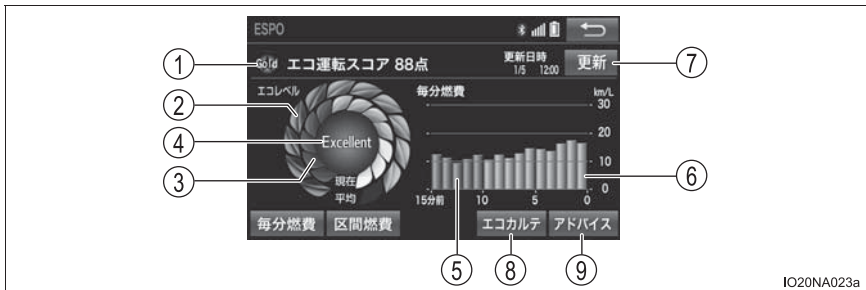 ESPO
① Gold エコ運転スコア 88点 更新日時 1/5 12:00 更新 ⑦
エコレベル 毎分燃費 km/L
② 30
④ Excellent 20
③ 10 ⑥
現在 0
平均 15分前 10 5 0
毎分燃費 区間燃費 エコカルテ アドバイス
⑤ ⑧ ⑨
IO20NA023a